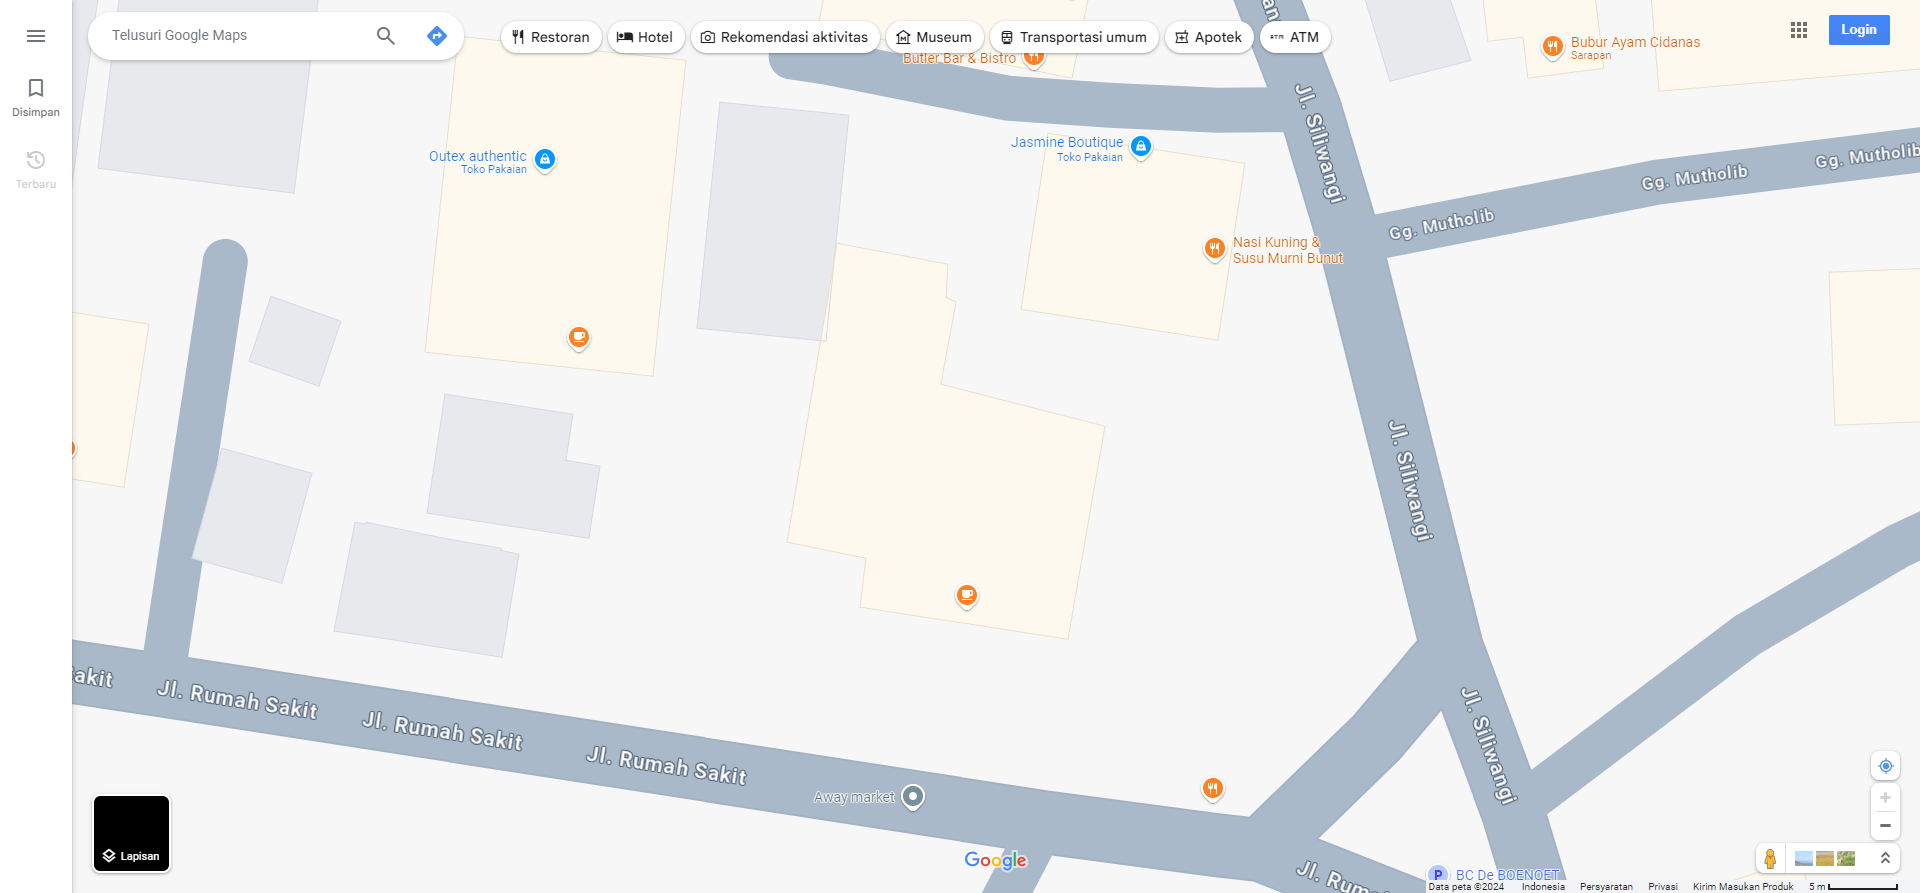 Telusuri Google Maps
Restoran
Hotel
Rekomendasi aktivitas
Museum
Transportasi umum
Apotek
ATM
Login
Disimpan
Terbaru
Butler Bar & Bistro
Bubur Ayam Cidanas
Sarapan
Outex authentic
Toko Pakaian
Jasmine Boutique
Toko Pakaian
Jl. Siliwangi
Gg. Mutholib
Gg. Mutholib
Gg. Mutholib
Nasi Kuning &
Susu Murni Bunut
Jl. Siliwangi
Jl. Siliwangi
Jl. Rumah Sakit
Jl. Rumah Sakit
Jl. Rumah Sakit
Away market
Lapisan
Google
BC De BOENOET
Data peta ©2024
Indonesia
Persyaratan
Privasi
Kirim Masukan Produk
5 m